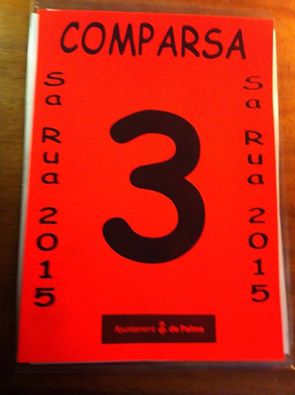 COMPARSA
Sa Rua 2015
3
Sa Rua 2015
Ajuntament de Palma